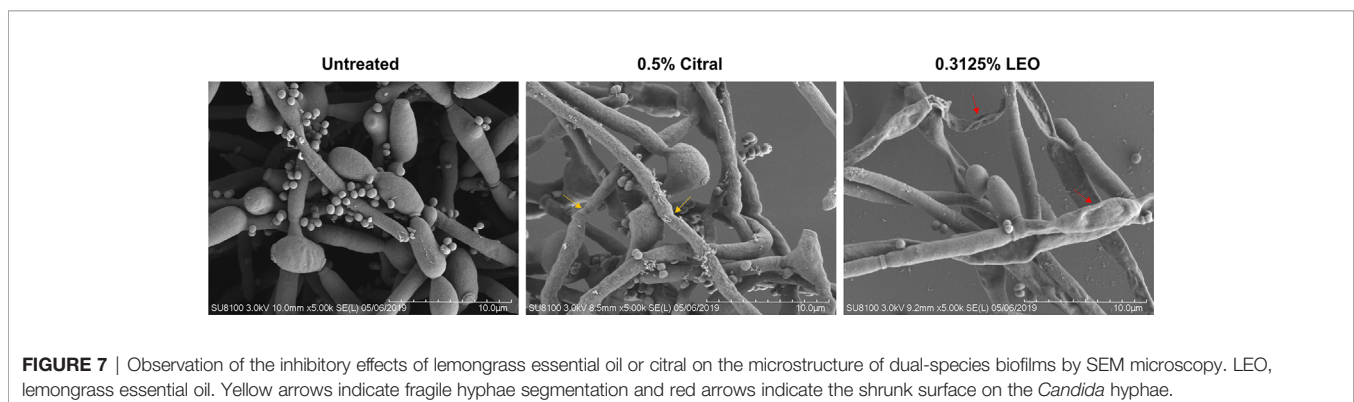 Untreated
0.5% Citral
0.3125% LEO
SU8100 3.0kV 10.0mm x5.00k SE(L) 05/06/2019
10.0µm
SU8100 3.0kV 8.5mm x5.00k SE(L) 05/06/2019
10.0µm
SU8100 3.0kV 9.2mm x5.00k SE(L) 05/06/2019
10.0µm
FIGURE 7 | Observation of the inhibitory effects of lemongrass essential oil or citral on the microstructure of dual-species biofilms by SEM microscopy. LEO,
lemongrass essential oil. Yellow arrows indicate fragile hyphae segmentation and red arrows indicate the shrunk surface on the Candida hyphae.